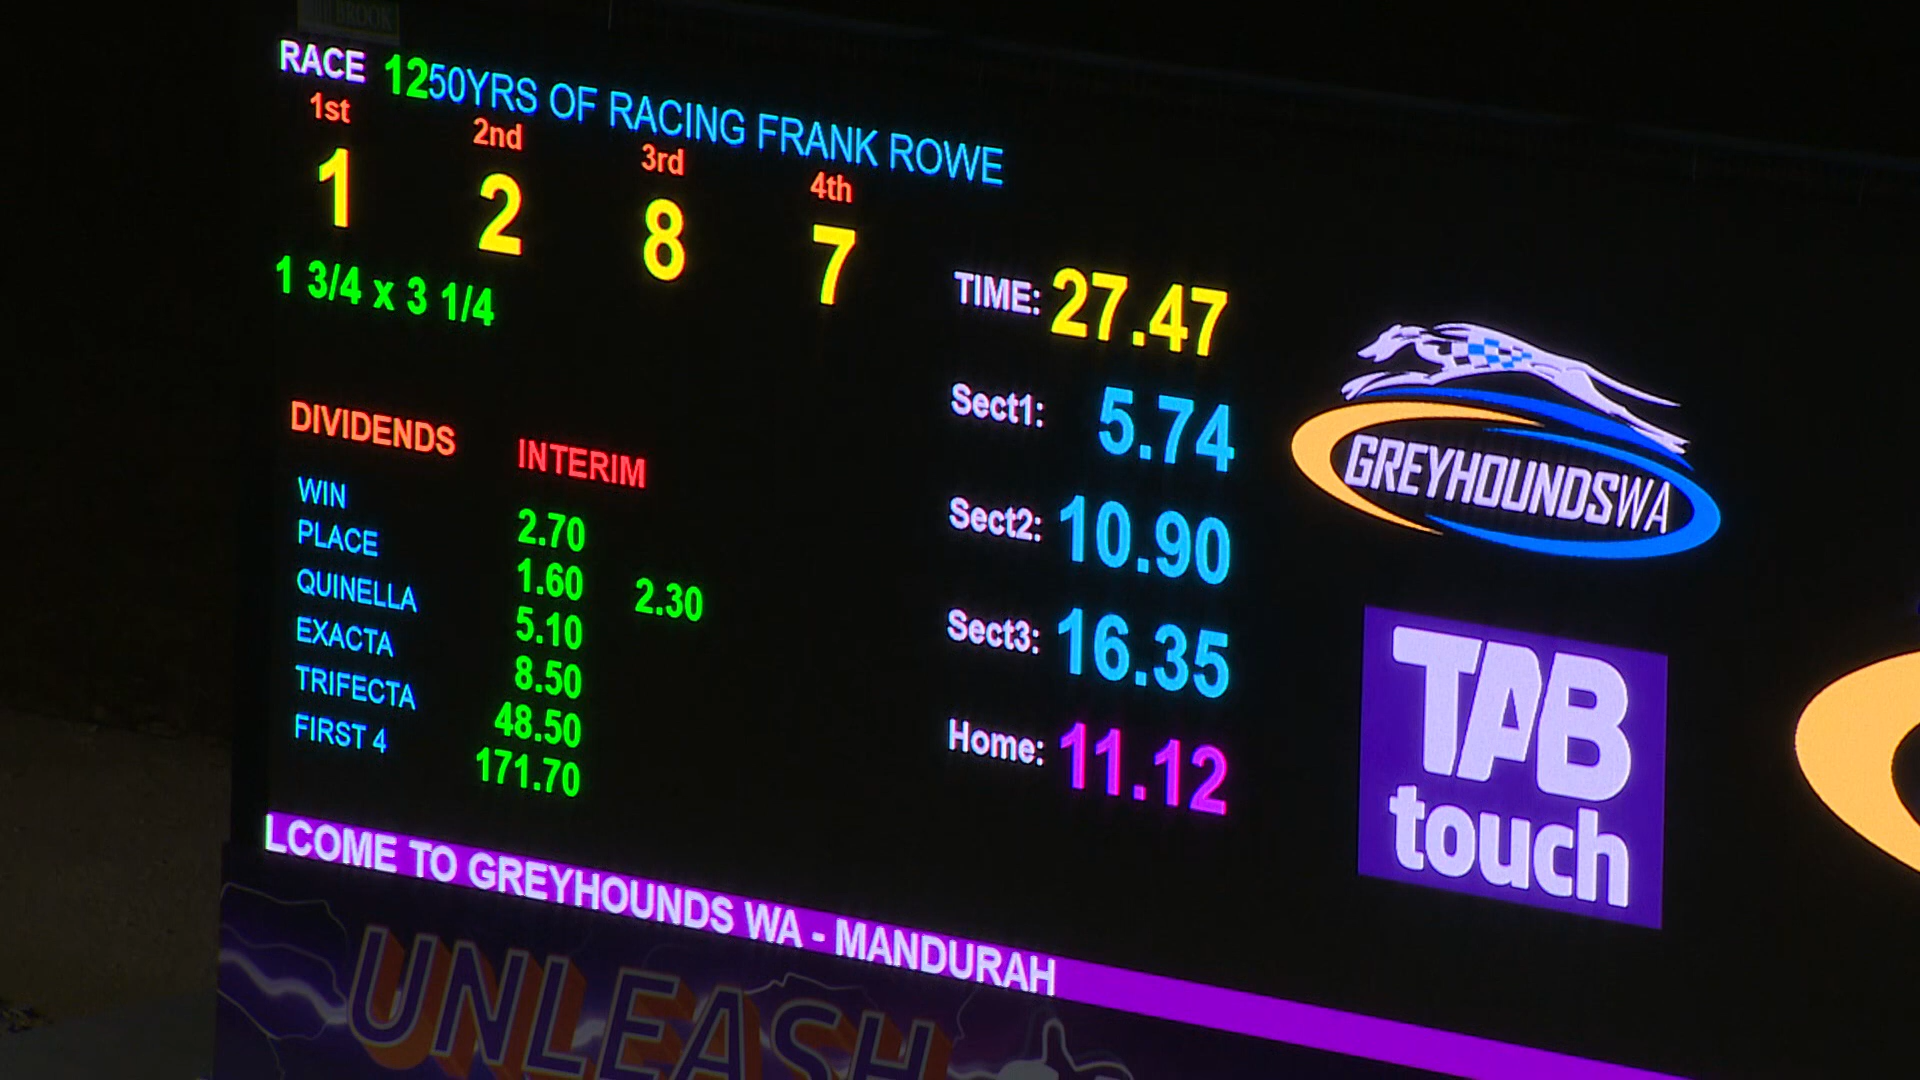 BROOK
RACE 12 50YRS OF RACING FRANK ROWE
1st 2nd 3rd 4th
1 2 8 7
1 3/4 x 3 1/4
TIME: 27.47
Sect1: 5.74
Sect2: 10.90
Sect3: 16.35
Home: 11.12
DIVIDENDS INTERIM
WIN 2.70
PLACE 1.60 2.30
QUINELLA 5.10
EXACTA 8.50
TRIFECTA 48.50
FIRST 4 171.70
GREYHOUNDSWA
TAB
touch
LCOME TO GREYHOUNDS WA - MANDURAH
UNLEASH